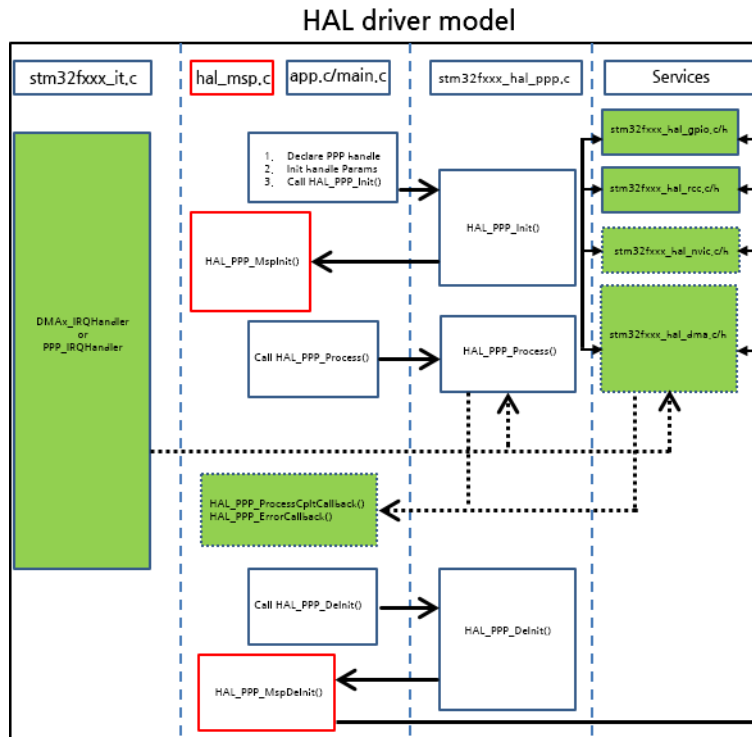 HAL driver model
stm32fxxx_it.c
hal_msp.c
app.c/main.c
stm32fxxx_hal_ppp.c
Services
1. Declare PPP handle
2. Init handle Params
3. Call HAL_PPP_Init()
HAL_PPP_Init()
HAL_PPP_MspInit()
stm32fxxx_hal_gpio.c/h
stm32fxxx_hal_rcc.c/h
stm32fxxx_hal_nvic.c/h
stm32fxxx_hal_dma.c/h
DMAx_IRQHandler
or
PPP_IRQHandler
Call HAL_PPP_Process()
HAL_PPP_Process()
HAL_PPP_ProcessCpltCallback()
HAL_PPP_ErrorCallback()
Call HAL_PPP_DeInit()
HAL_PPP_DeInit()
HAL_PPP_MspDeInit()